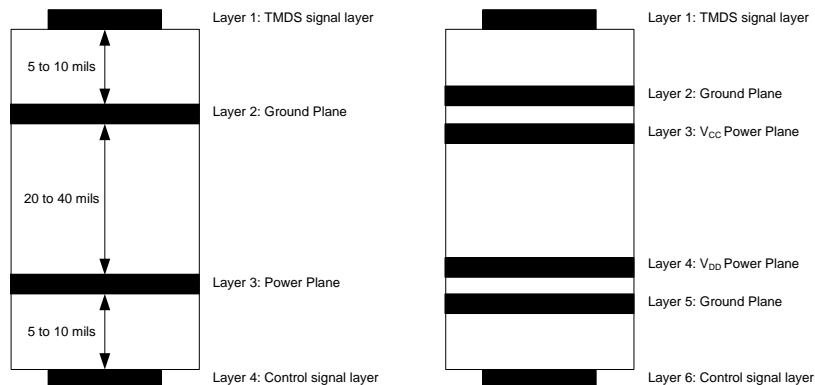 Layer 1: TMDS signal layer
5 to 10 mils
Layer 2: Ground Plane
20 to 40 mils
Layer 3: Power Plane
5 to 10 mils
Layer 4: Control signal layer
Layer 1: TMDS signal layer
Layer 2: Ground Plane
Layer 3: VCC Power Plane
Layer 4: VDD Power Plane
Layer 5: Ground Plane
Layer 6: Control signal layer